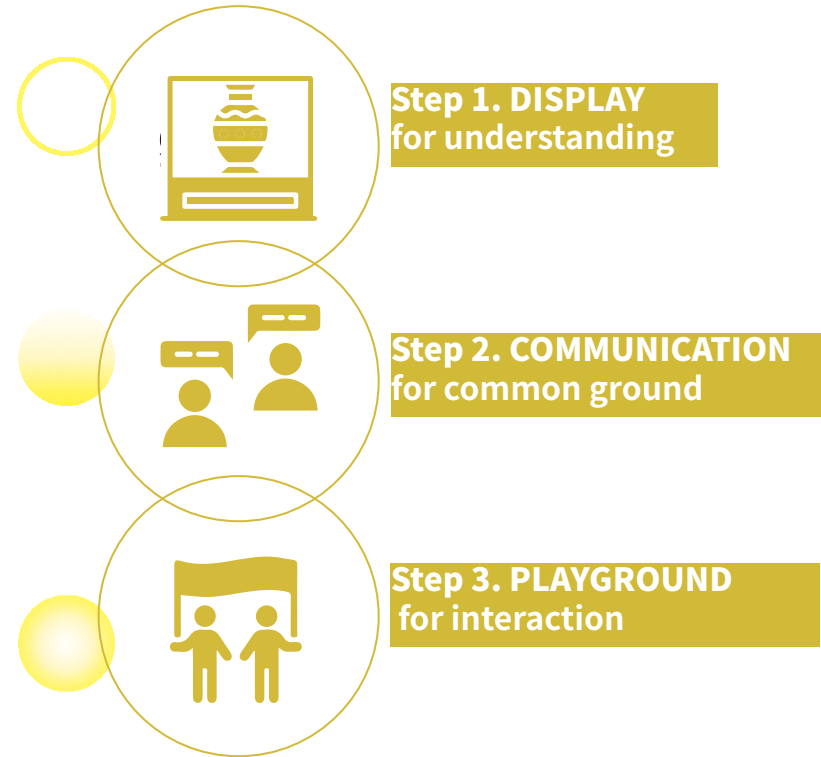 Step 1. DISPLAY
for understanding
Step 2. COMMUNICATION
for common ground
Step 3. PLAYGROUND
for interaction